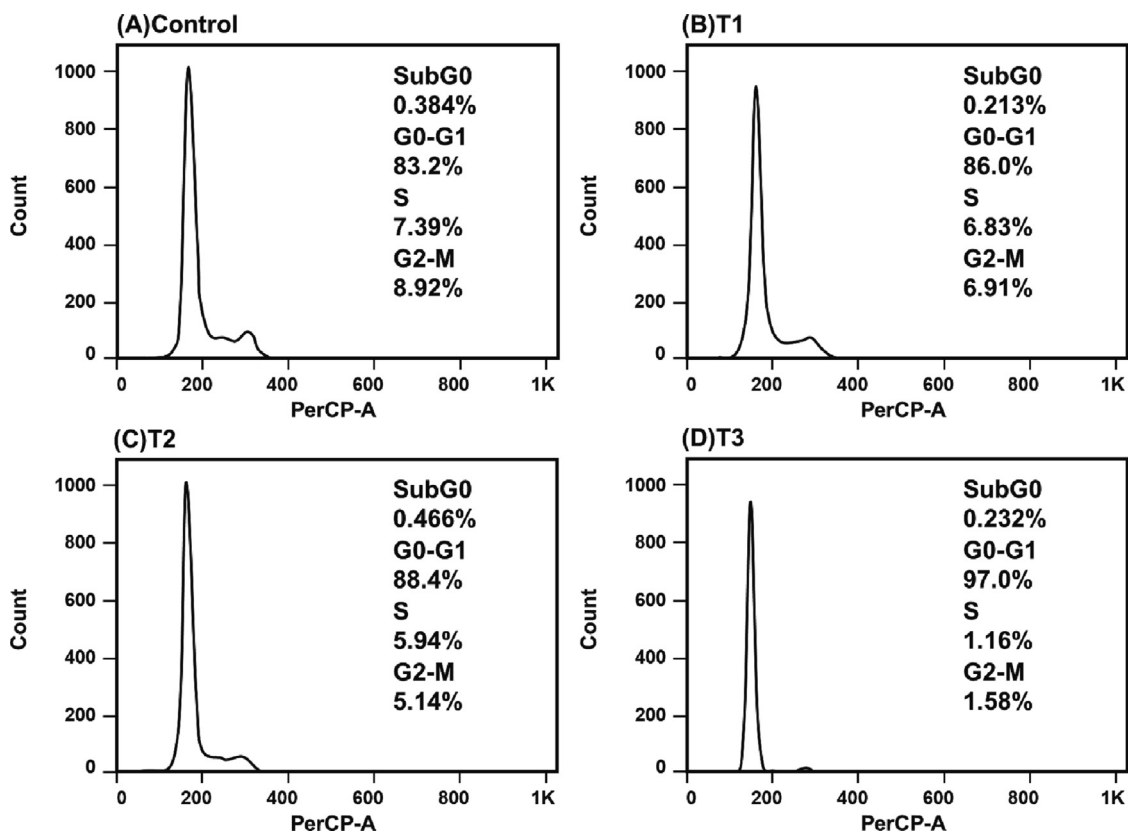 (A)Control
1000
800
600
400
200
0
Count
SubG0
0.384%
G0-G1
83.2%
S
7.39%
G2-M
8.92%
0 200 400 600 800 1K
PerCP-A
(B)T1
1000
800
600
400
200
0
Count
SubG0
0.213%
G0-G1
86.0%
S
6.83%
G2-M
6.91%
0 200 400 600 800 1K
PerCP-A
(C)T2
1000
800
600
400
200
0
Count
SubG0
0.466%
G0-G1
88.4%
S
5.94%
G2-M
5.14%
0 200 400 600 800 1K
PerCP-A
(D)T3
1000
800
600
400
200
0
Count
SubG0
0.232%
G0-G1
97.0%
S
1.16%
G2-M
1.58%
0 200 400 600 800 1K
PerCP-A